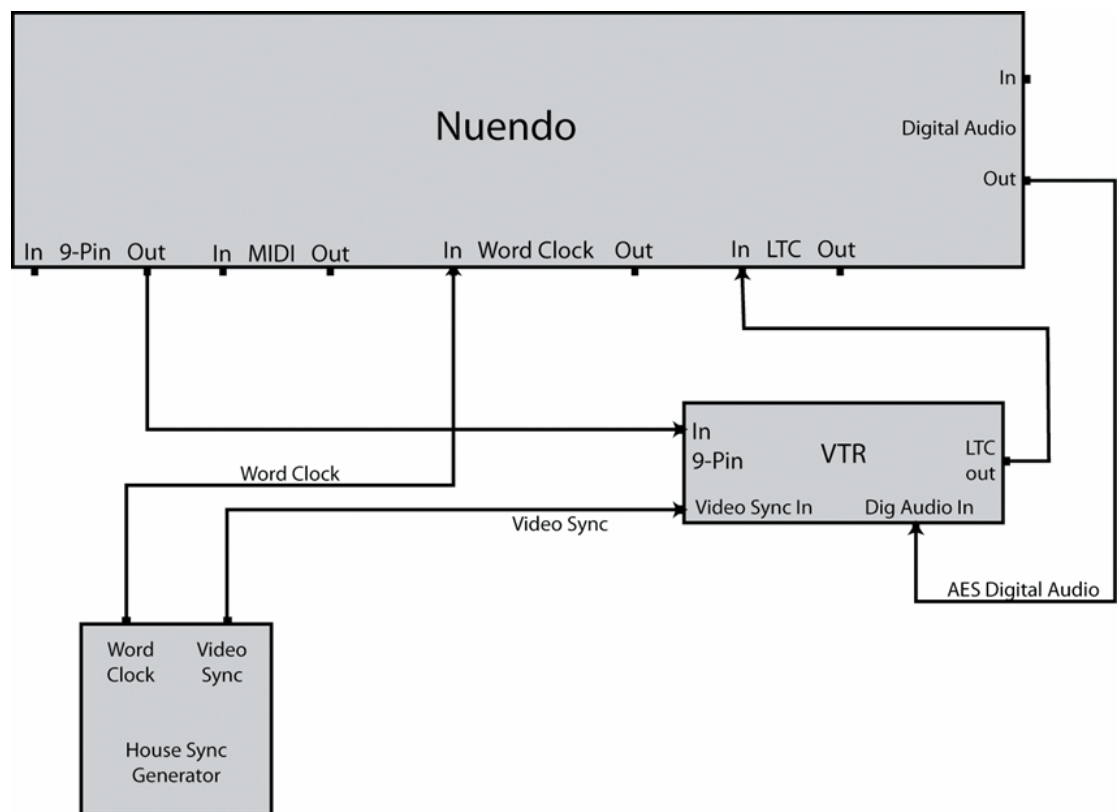 Nuendo
In
Digital Audio
Out
In 9-Pin Out In MIDI Out In Word Clock Out In LTC Out
In
9-Pin
VTR
LTC
out
Video Sync In Dig Audio In
Word Clock
Video Sync
AES Digital Audio
Word
Clock
Video
Sync
House Sync
Generator